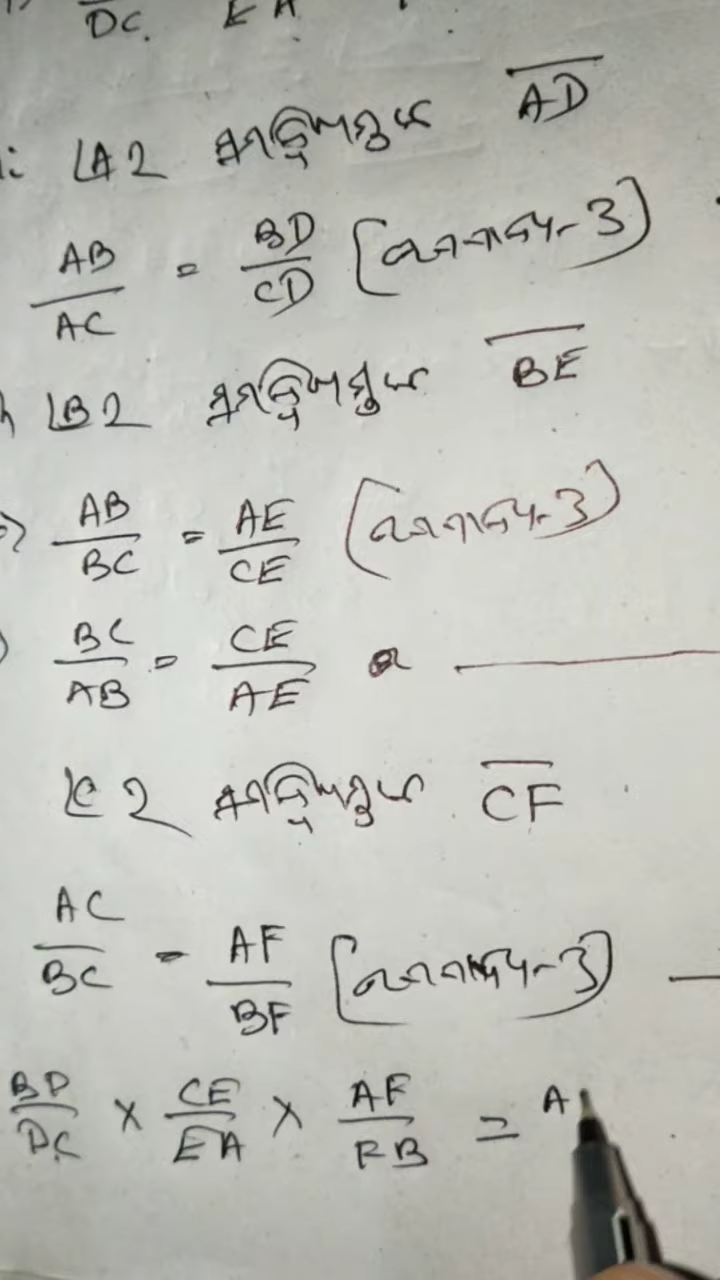 DC EA
∠A ର ସମଦ୍ବିଖଣ୍ଡକ AD
AB/AC = BD/CD (ଉପପାଦ୍ୟ-3)
∠B ର ସମଦ୍ବିଖଣ୍ଡକ BE
AB/BC = AE/CE (ଉପପାଦ୍ୟ-3)
BC/AB = CE/AE
∠C ର ସମଦ୍ବିଖଣ୍ଡକ CF
AC/BC = AF/BF (ଉପପାଦ୍ୟ-3)
BD/DC × CE/EA × AF/FB = A